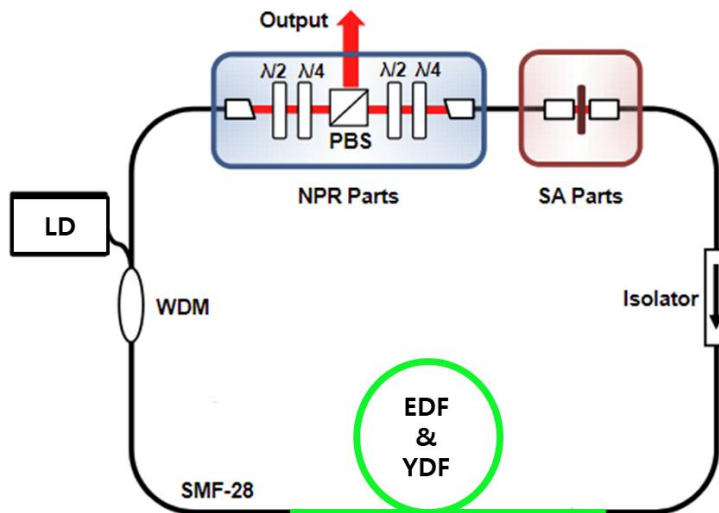 Output
λ/2 λ/4 λ/2 λ/4
PBS
NPR Parts
SA Parts
LD
WDM
Isolator
EDF
&
YDF
SMF-28